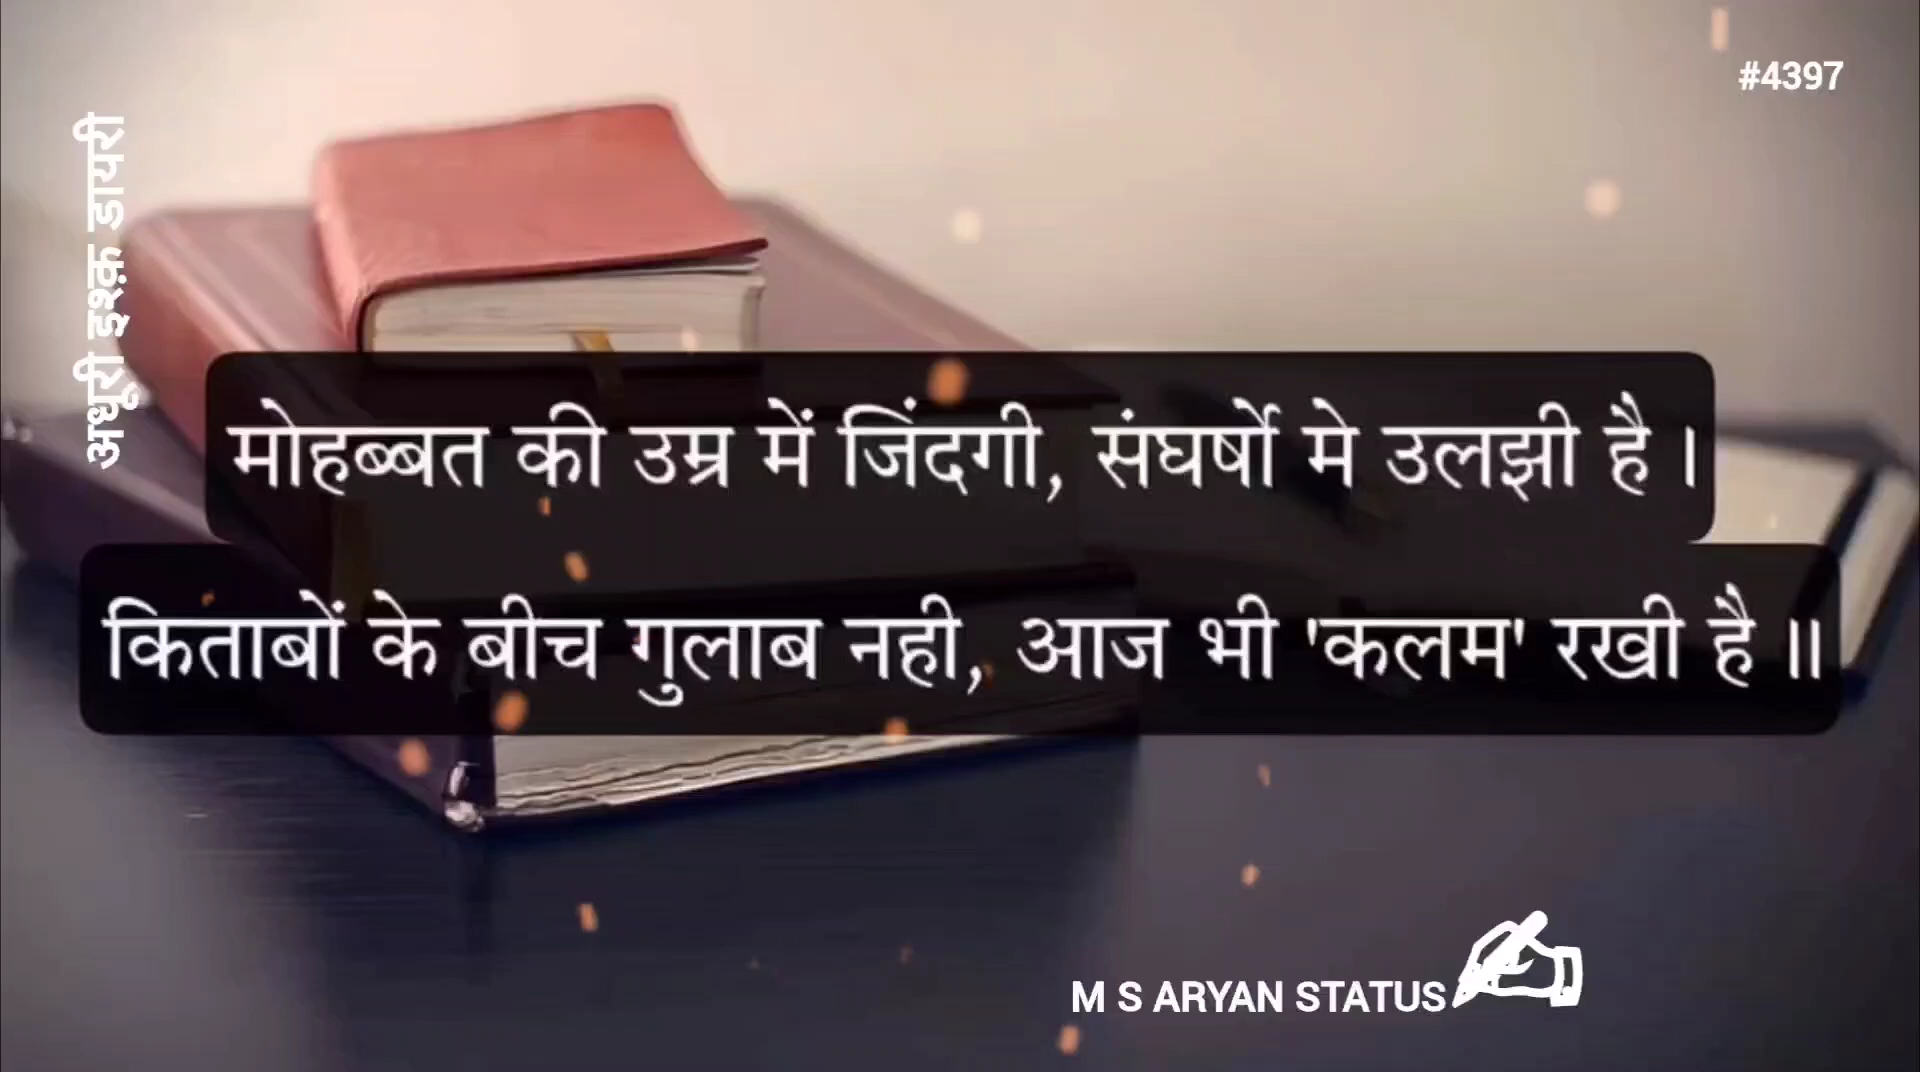 #4397
अधूरी इश्क़ डायरी
मोहब्बत की उम्र में जिंदगी, संघर्षो मे उलझी है ।
किताबों के बीच गुलाब नही, आज भी 'कलम' रखी है ॥
M S ARYAN STATUS